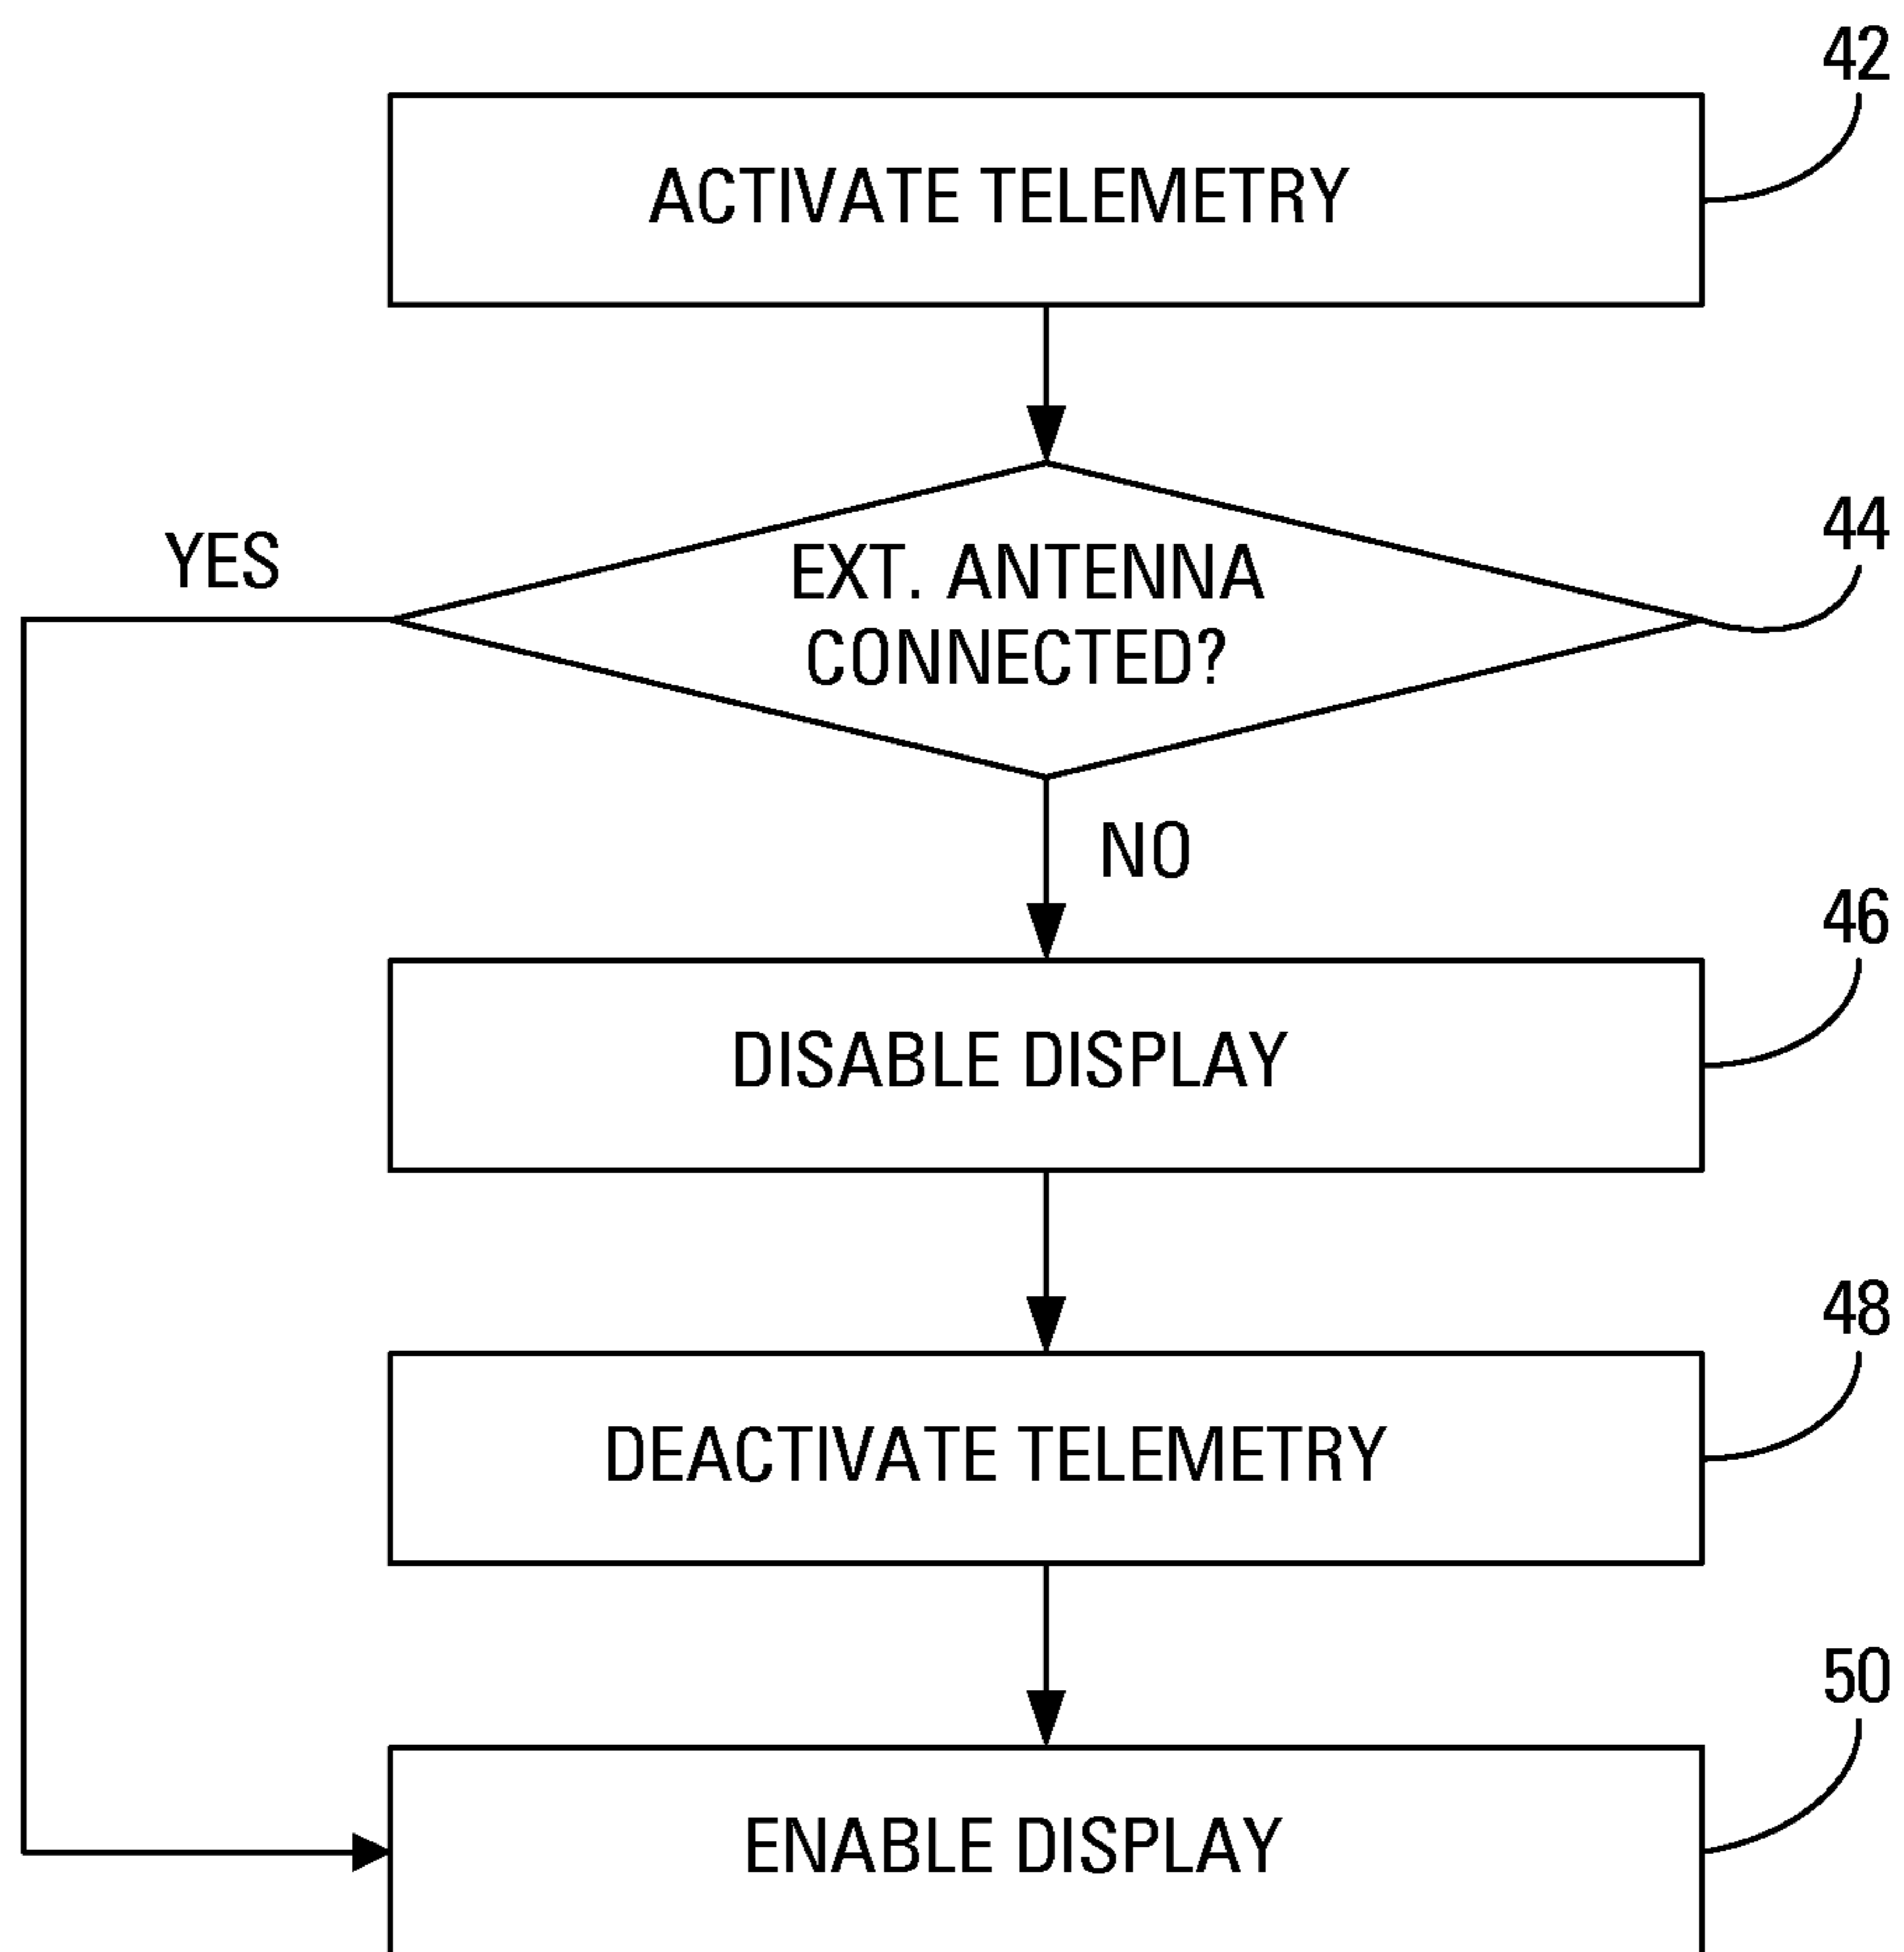 42
ACTIVATE TELEMETRY
44
YES
EXT. ANTENNA
CONNECTED?
NO
46
DISABLE DISPLAY
48
DEACTIVATE TELEMETRY
50
ENABLE DISPLAY